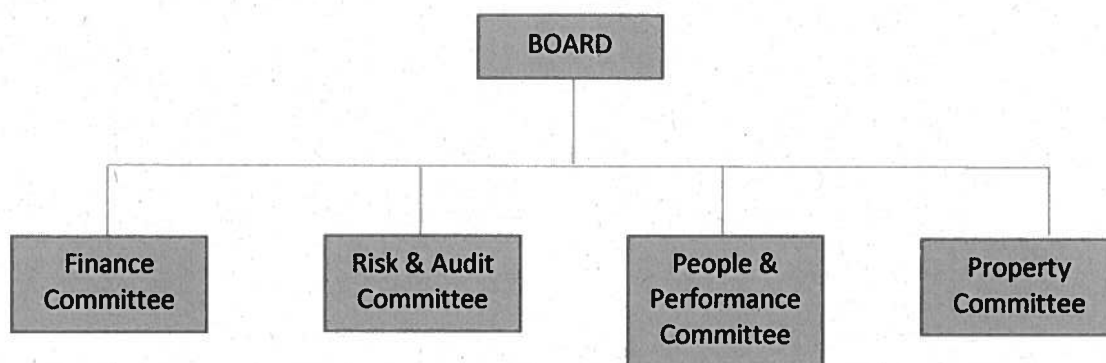 BOARD
Finance
Committee
Risk & Audit
Committee
People &
Performance
Committee
Property
Committee